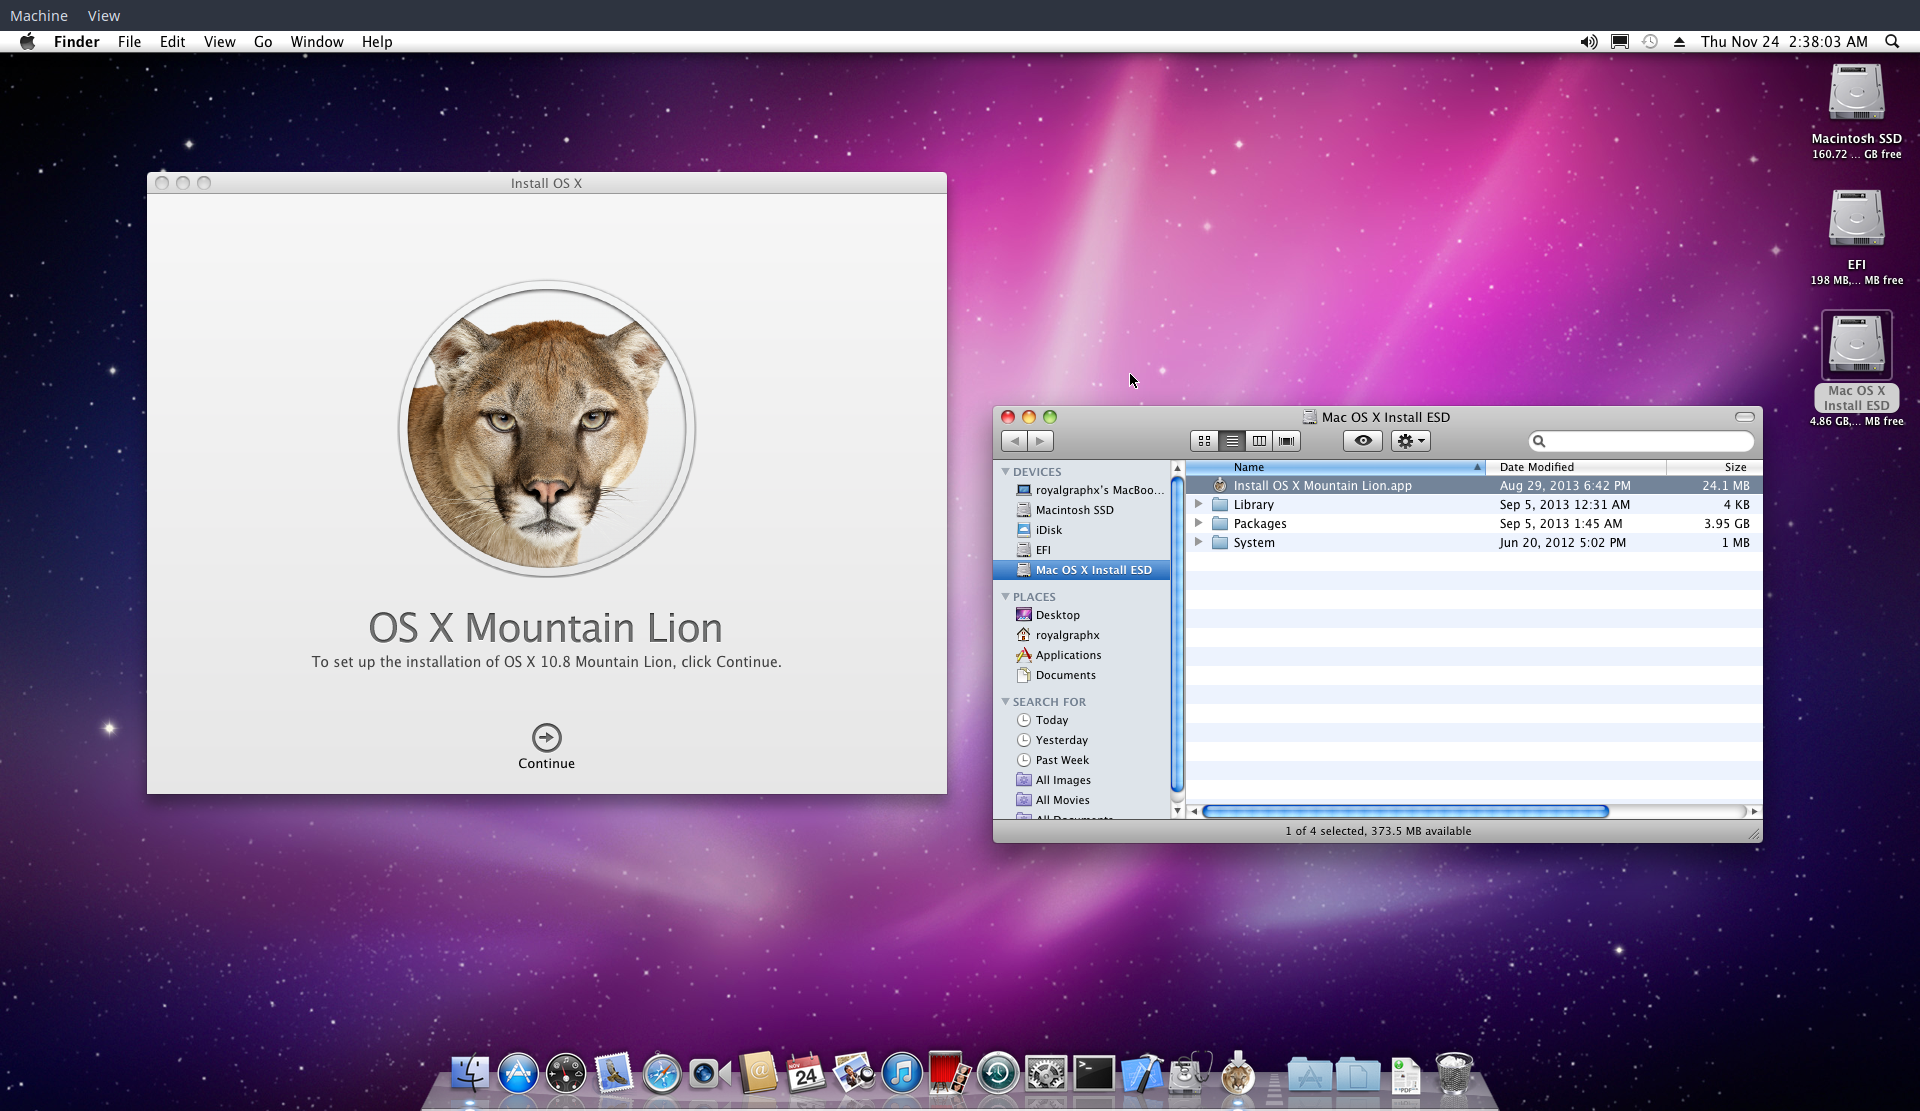 Machine View
Finder File Edit View Go Window Help
Thu Nov 24 2:38:03 AM
Macintosh SSD
160.72 ... GB free
EFI
198 MB,... MB free
Mac OS X
Install ESD
4.86 GB,... MB free
Install OS X
OS X Mountain Lion
To set up the installation of OS X 10.8 Mountain Lion, click Continue.
Continue
Mac OS X Install ESD
DEVICES
royalgraphx's MacBoo...
Macintosh SSD
iDisk
EFI
Mac OS X Install ESD
PLACES
Desktop
royalgraphx
Applications
Documents
SEARCH FOR
Today
Yesterday
Past Week
All Images
All Movies
All Documents
Name Date Modified Size
Install OS X Mountain Lion.app Aug 29, 2013 6:42 PM 24.1 MB
Library Sep 5, 2013 12:31 AM 4 KB
Packages Sep 5, 2013 1:45 AM 3.95 GB
System Jun 20, 2012 5:02 PM 1 MB
1 of 4 selected, 373.5 MB available
NOV
24
PDF